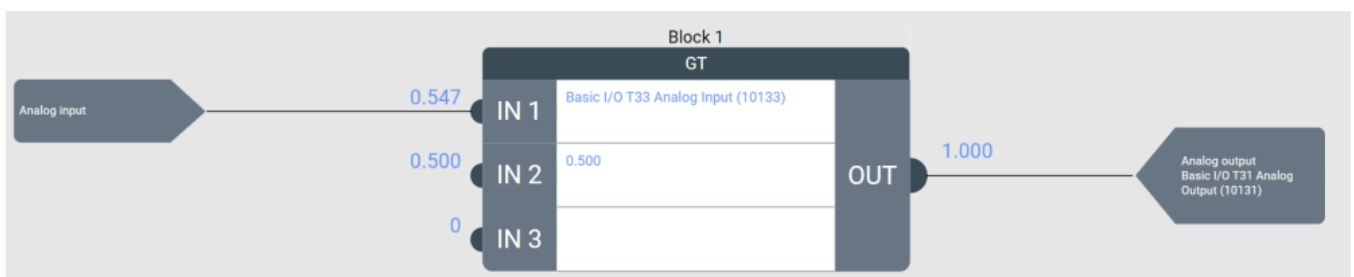 Block 1
GT
Analog input
0.547
IN 1
Basic I/O T33 Analog Input (10133)
0.500
IN 2
0.500
OUT
1.000
Analog output
Basic I/O T31 Analog
Output (10131)
0
IN 3